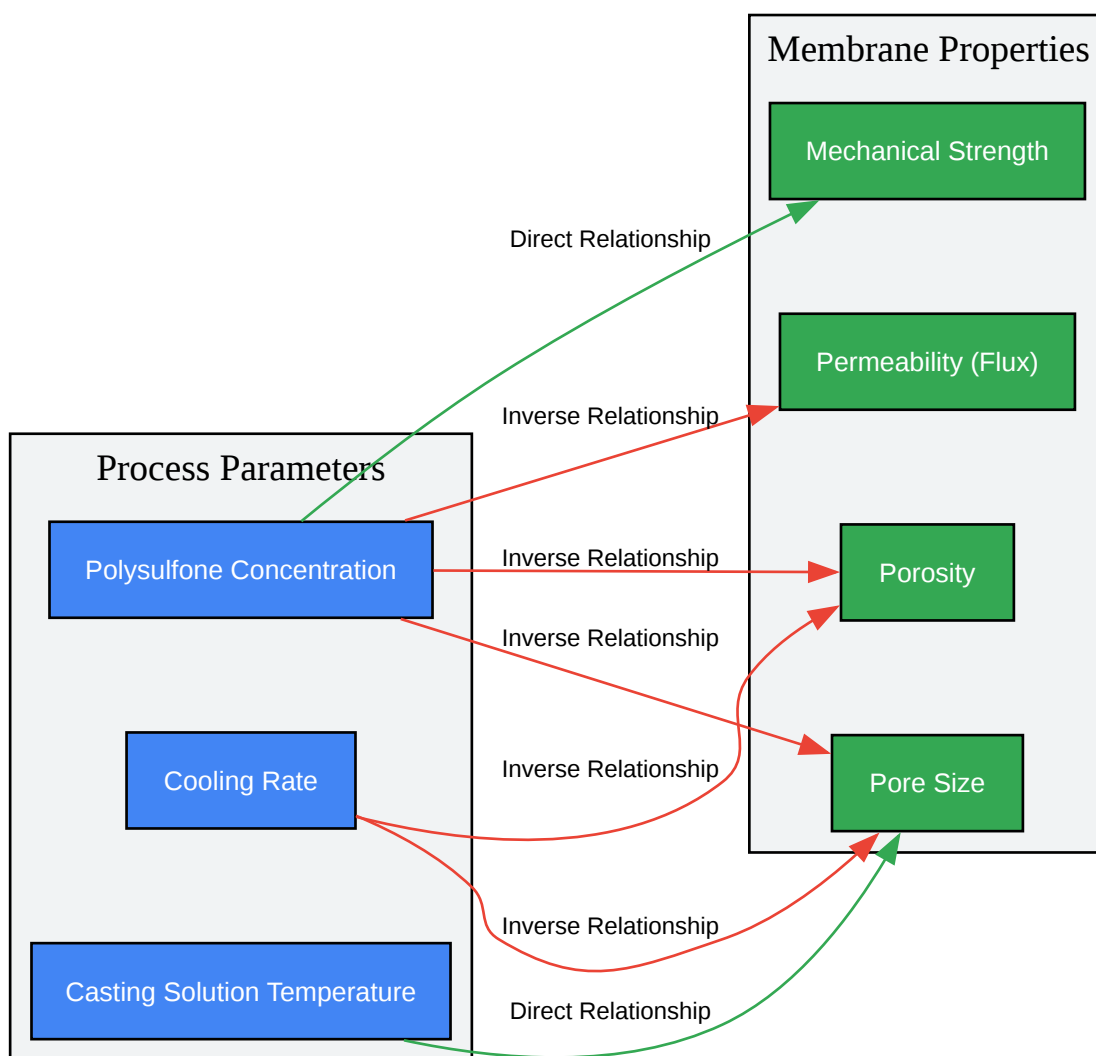 Membrane Properties
Mechanical Strength
Direct Relationship
Permeability (Flux)
Inverse Relationship
Process Parameters
Polysulfone Concentration
Inverse Relationship
Porosity
Inverse Relationship
Cooling Rate
Inverse Relationship
Pore Size
Inverse Relationship
Casting Solution Temperature
Direct Relationship